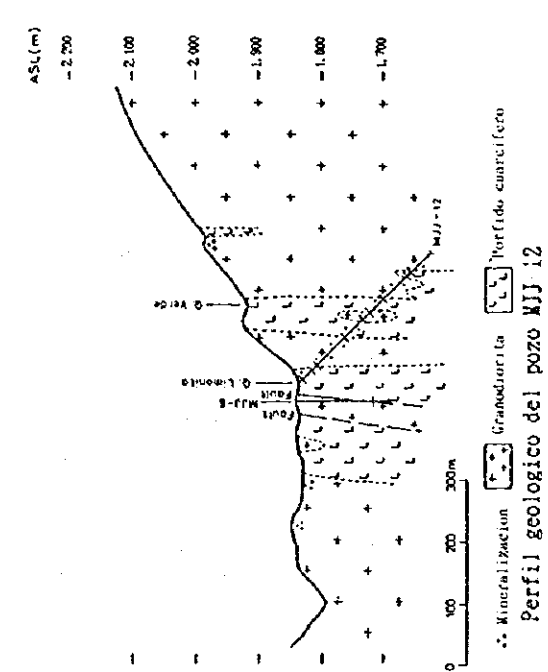 ASL(m)
-2.200
-2.100
-2.000
-1.900
-1.800
-1.700
Q. Verde
Q. Limonita
Fault
MJJ-6
Fault
MJJ-12
0 100 200 300m
Mineralizacion Granodiorita Porfido cuarcifero
Perfil geologico del pozo MJJ 12